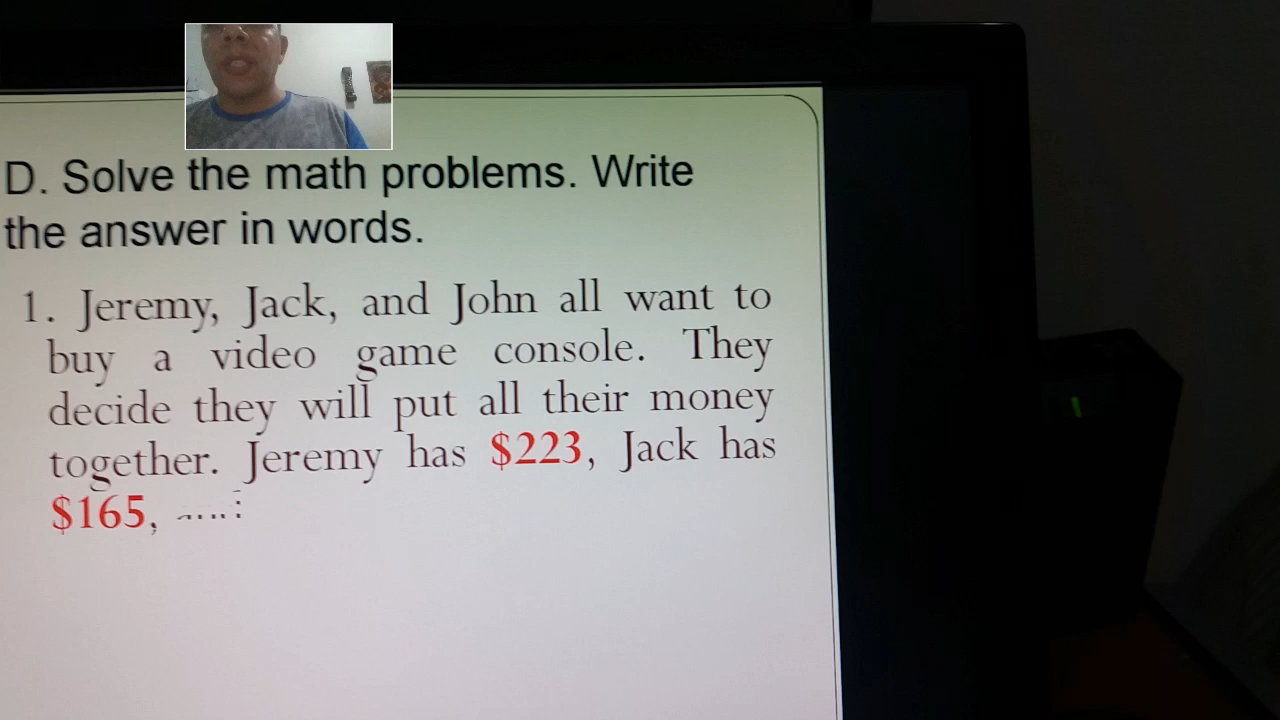 D. Solve the math problems. Write
the answer in words.
1. Jeremy, Jack, and John all want to
buy a video game console. They
decide they will put all their money
together. Jeremy has $223, Jack has
$165,